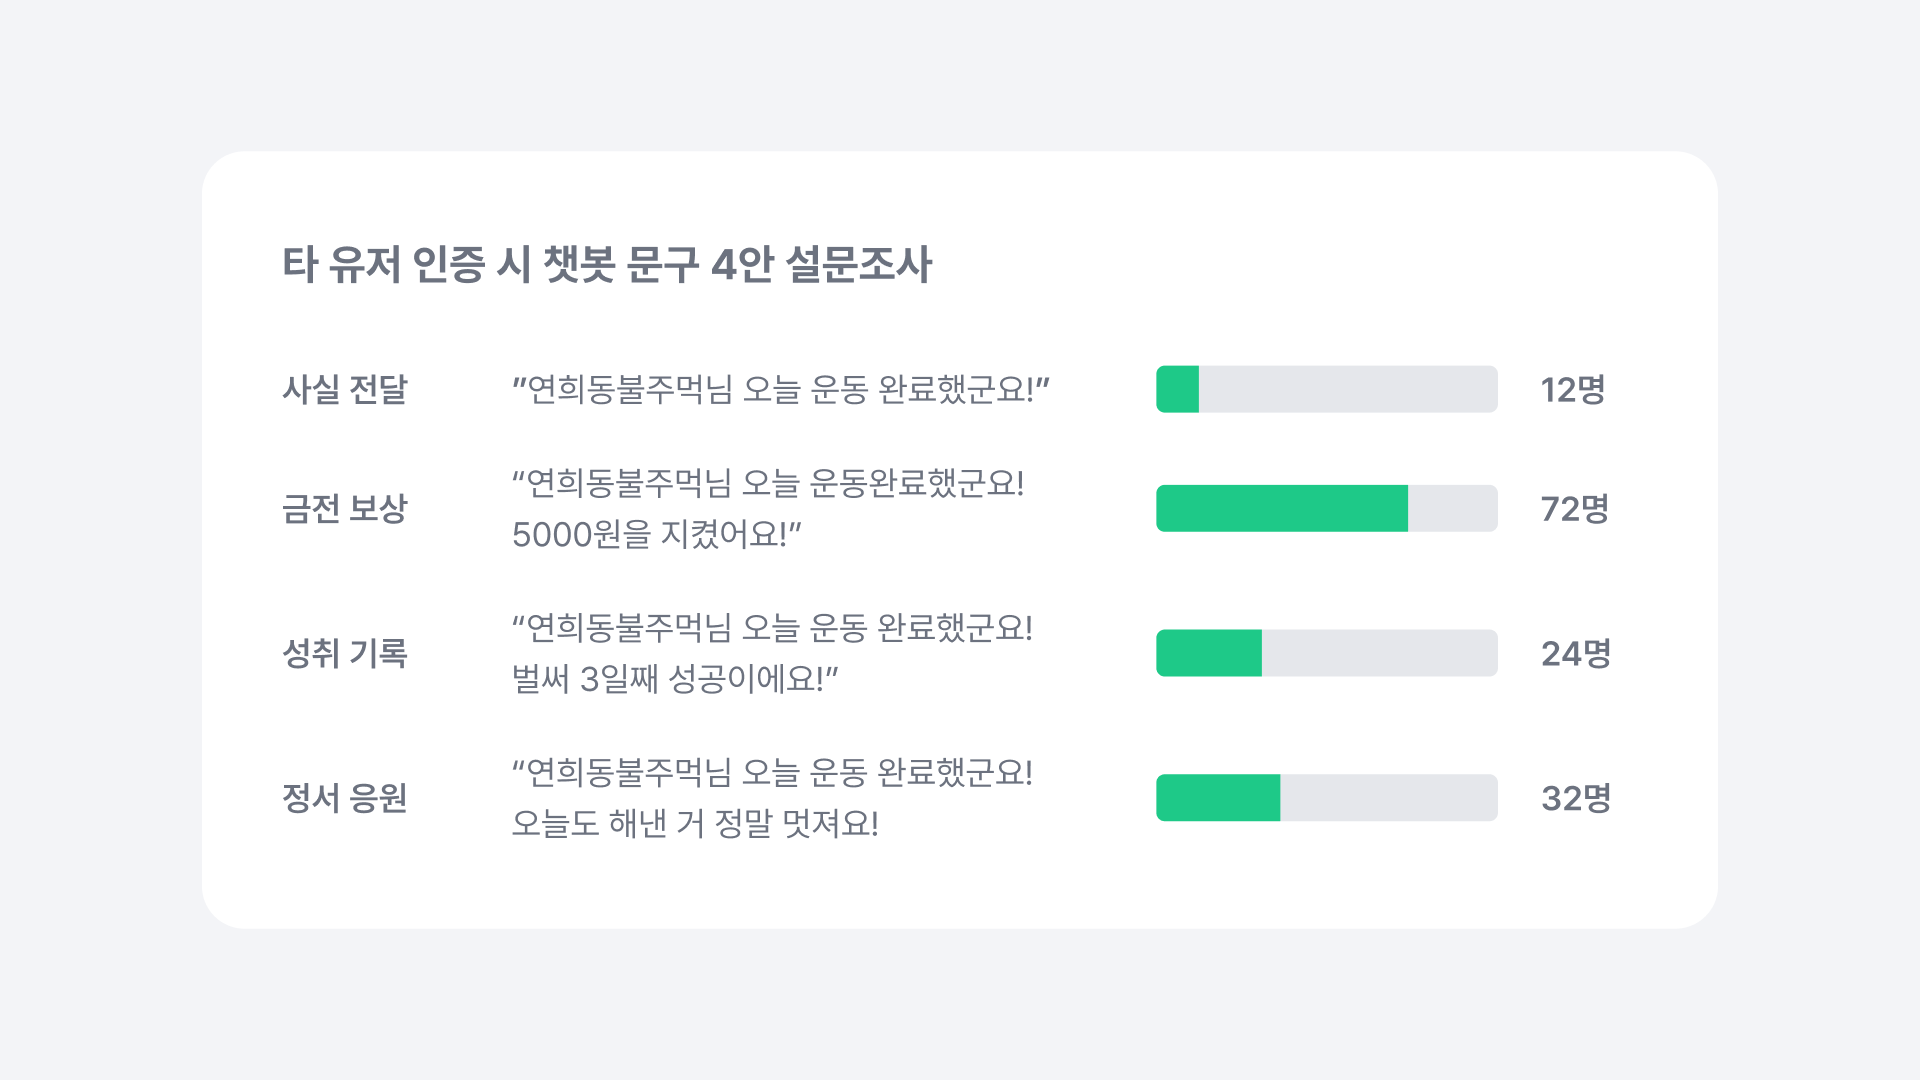 타 유저 인증 시 챗봇 문구 4안 설문조사
사실 전달
"연희동불주먹님 오늘 운동 완료했군요!"
12명
금전 보상
“연희동불주먹님 오늘 운동완료했군요!
5000원을 지켰어요!”
72명
성취 기록
“연희동불주먹님 오늘 운동 완료했군요!
벌써 3일째 성공이에요!”
24명
정서 응원
“연희동불주먹님 오늘 운동 완료했군요!
오늘도 해낸 거 정말 멋져요!
32명